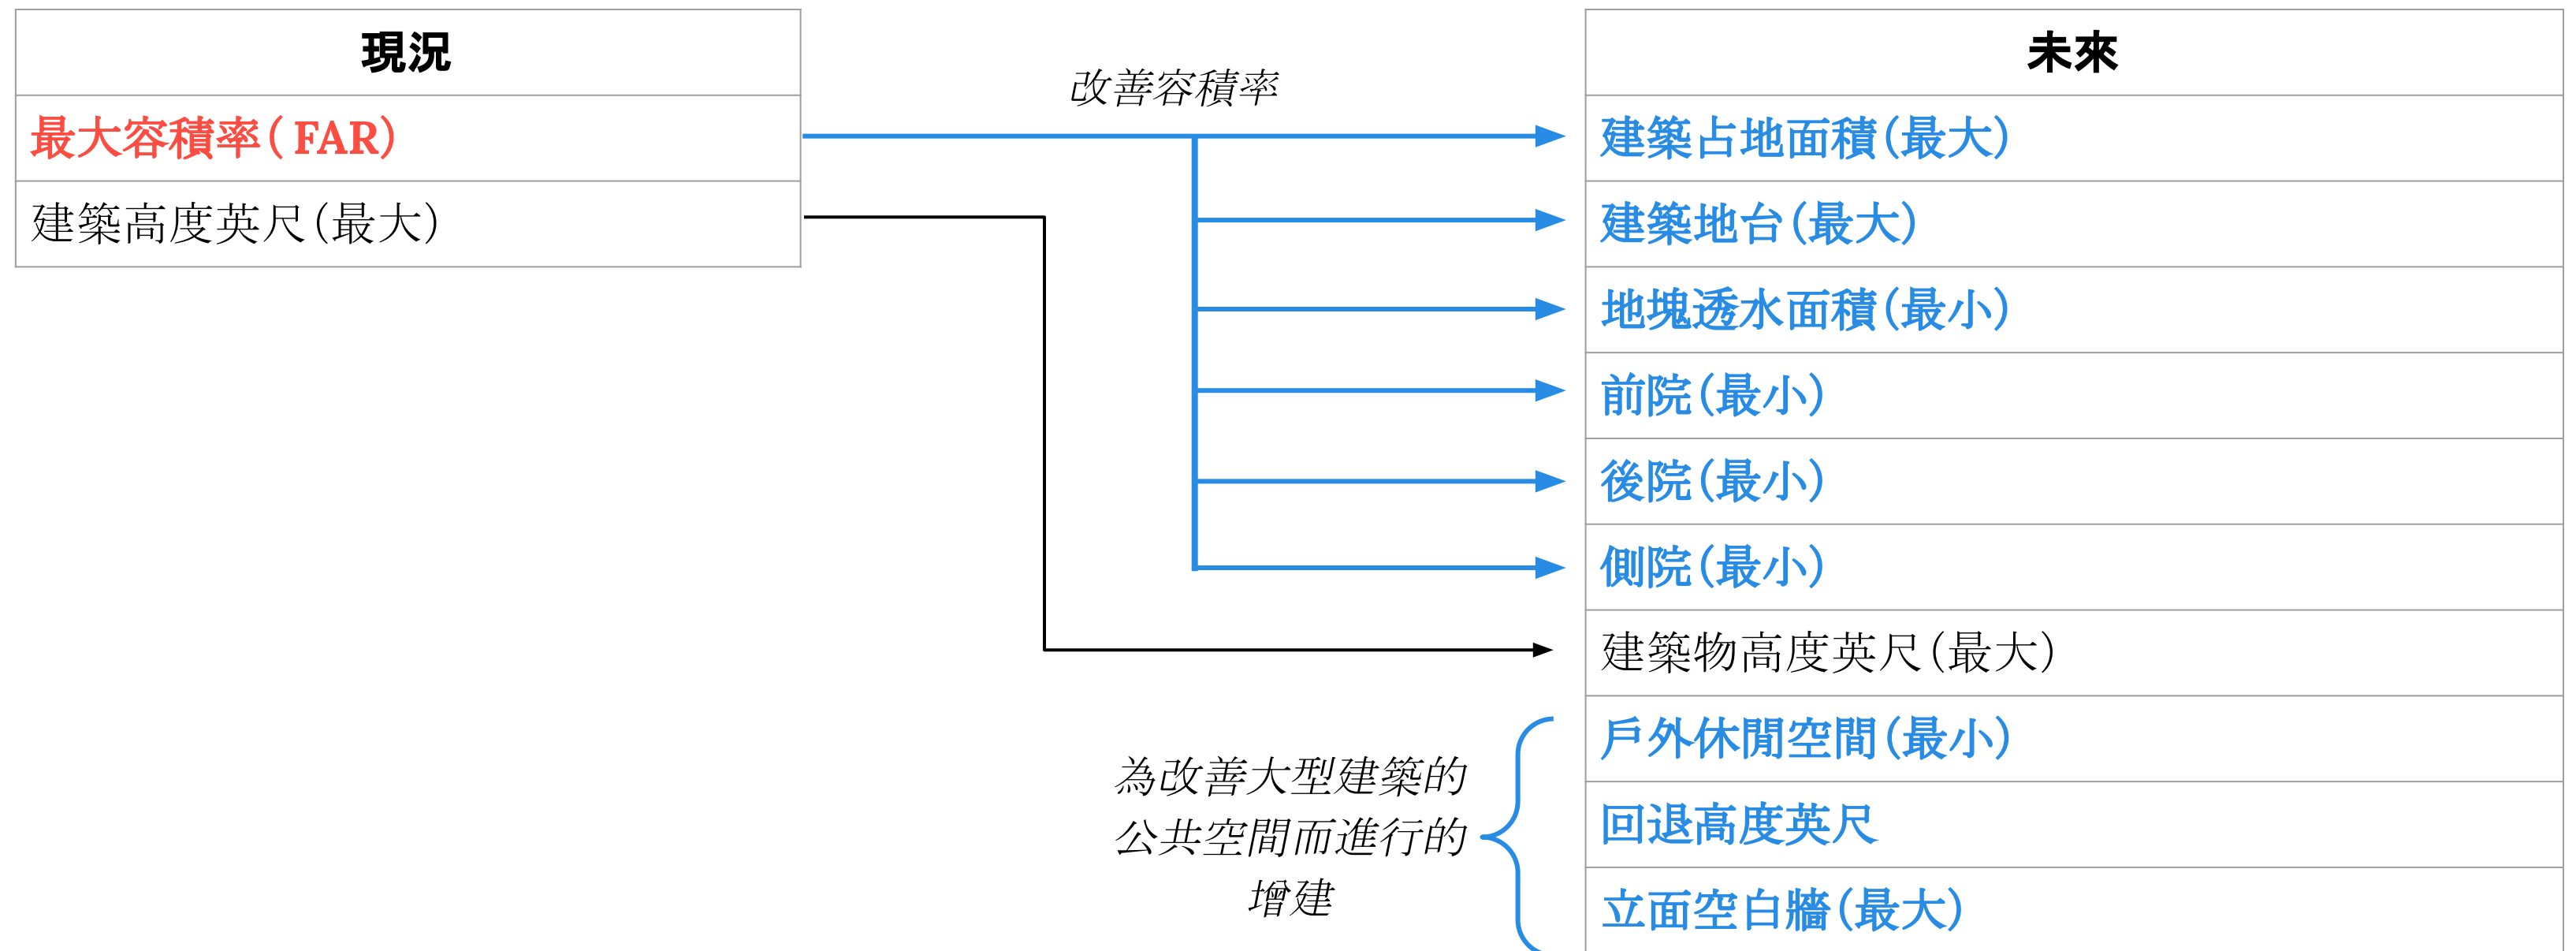 現況
最大容積率(FAR)
建築高度英尺(最大)
改善容積率
未來
建築占地面積(最大)
建築地台(最大)
地塊透水面積(最小)
前院(最小)
後院(最小)
側院(最小)
建築物高度英尺(最大)
戶外休閒空間(最小)
回退高度英尺
立面空白牆(最大)
為改善大型建築的
公共空間而進行的
增建